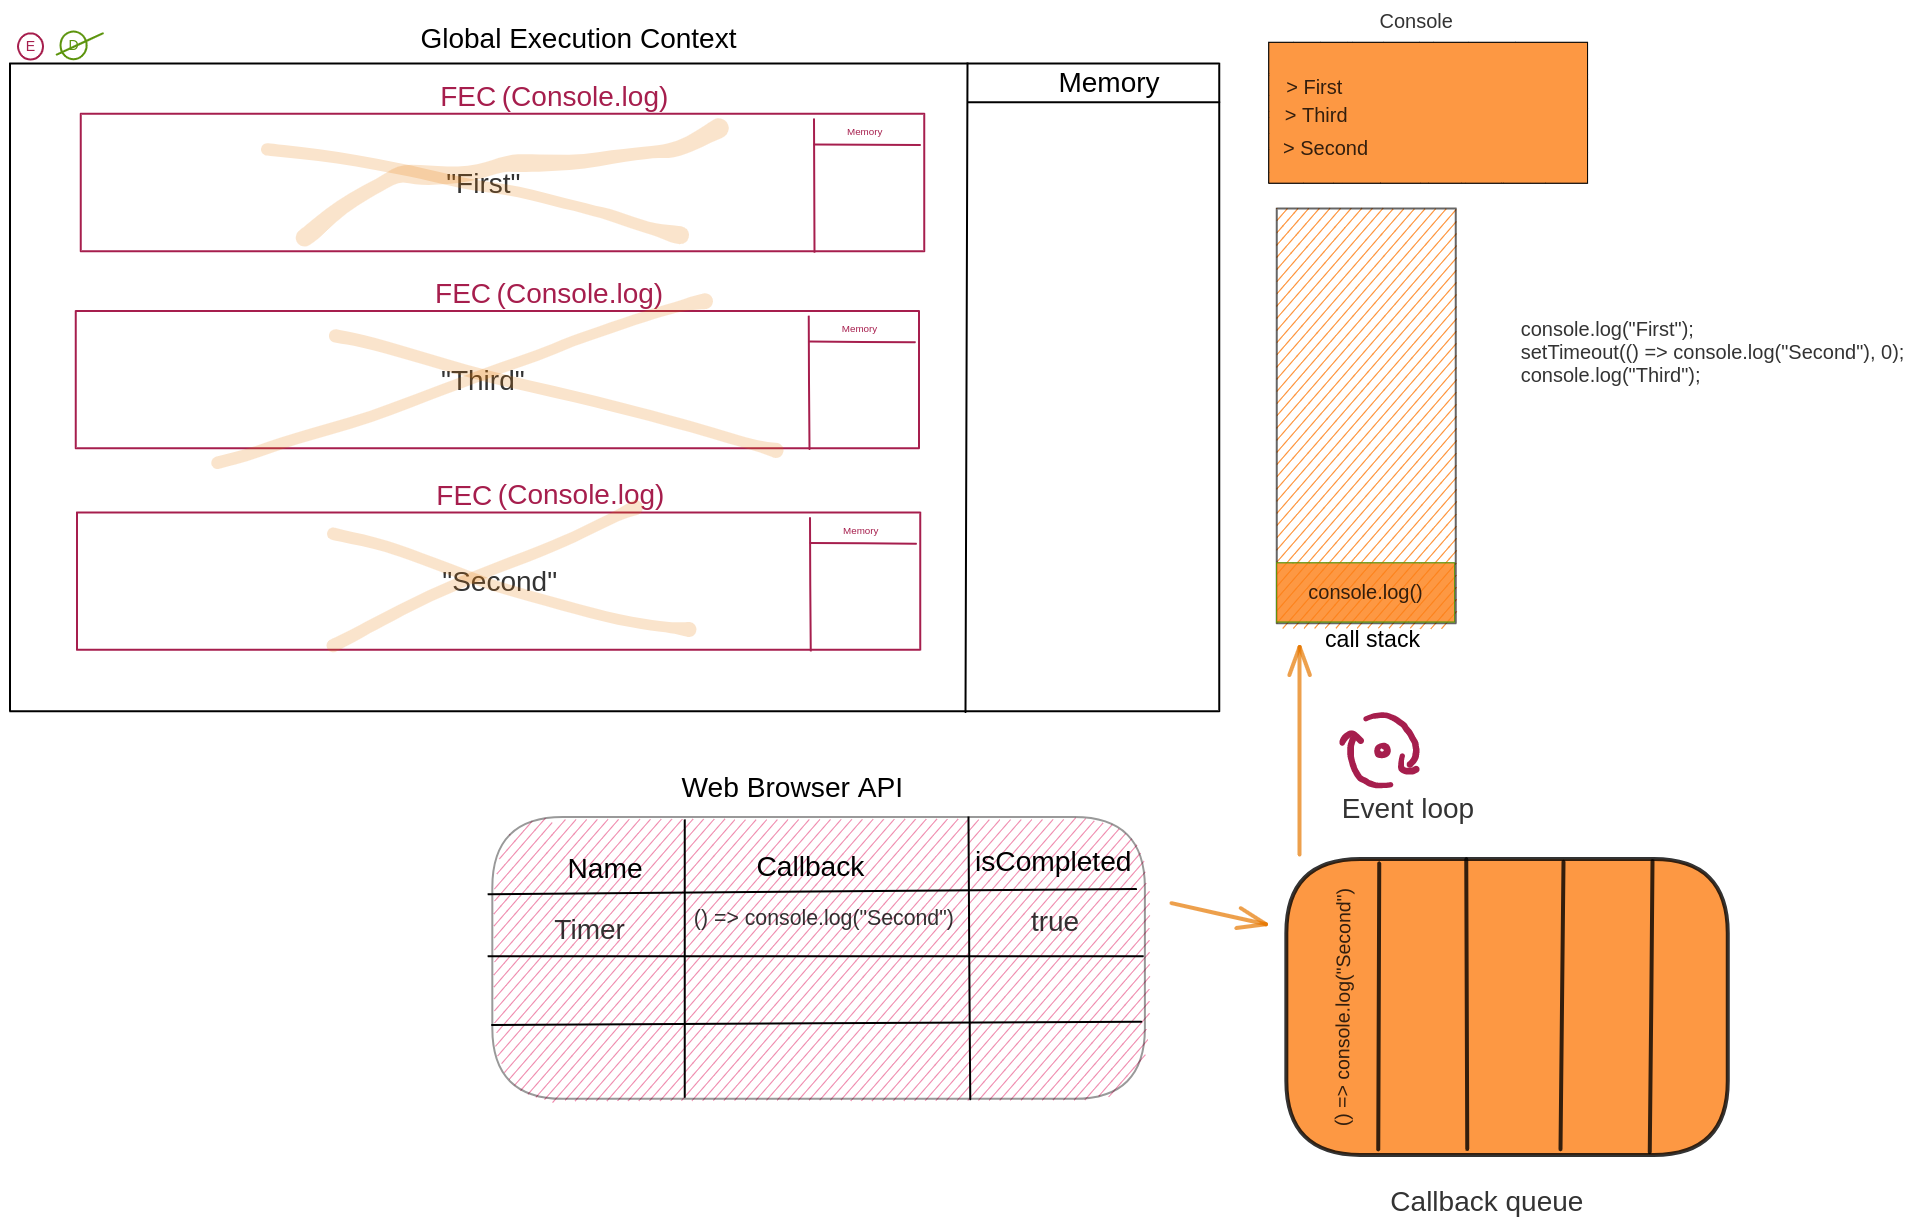 E
D
Global Execution Context
Memory
FEC (Console.log)
Memory
"First"
FEC (Console.log)
Memory
"Third"
FEC (Console.log)
Memory
"Second"
Console
> First
> Third
> Second
console.log("First");
setTimeout(() => console.log("Second"), 0);
console.log("Third");
console.log()
call stack
Event loop
Web Browser API
Name Callback isCompleted
Timer () => console.log("Second") true
() => console.log("Second")
Callback queue